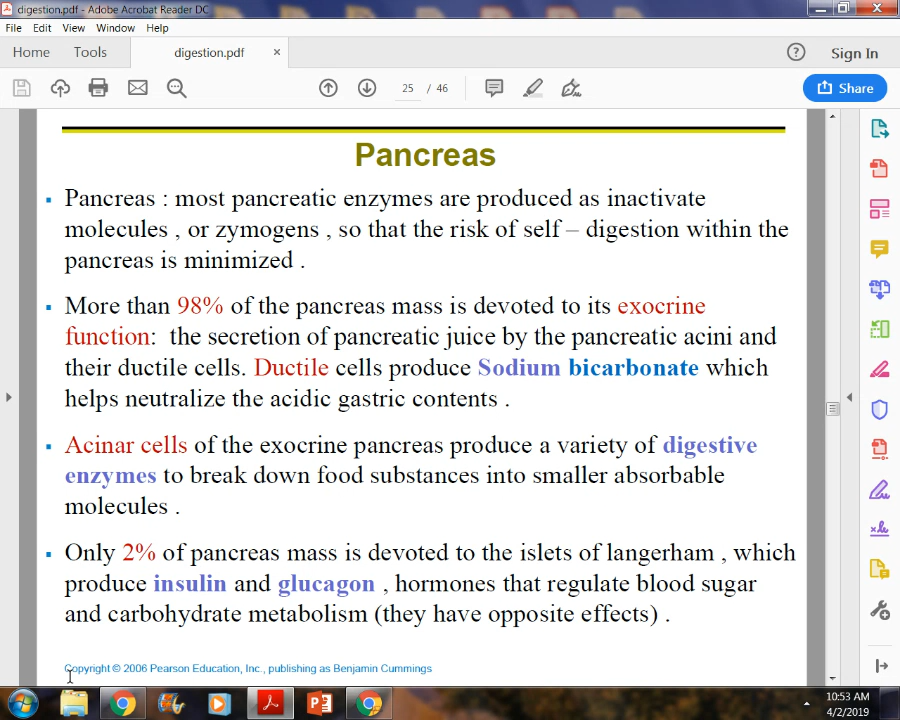 digestion.pdf - Adobe Acrobat Reader DC
File Edit View Window Help
Home Tools digestion.pdf × ? Sign In
25 / 46 Share
Pancreas
▪ Pancreas : most pancreatic enzymes are produced as inactivate
molecules , or zymogens , so that the risk of self – digestion within the
pancreas is minimized .
▪ More than 98% of the pancreas mass is devoted to its exocrine
function: the secretion of pancreatic juice by the pancreatic acini and
their ductile cells. Ductile cells produce Sodium bicarbonate which
helps neutralize the acidic gastric contents .
▪ Acinar cells of the exocrine pancreas produce a variety of digestive
enzymes to break down food substances into smaller absorbable
molecules .
▪ Only 2% of pancreas mass is devoted to the islets of langerham , which
produce insulin and glucagon , hormones that regulate blood sugar
and carbohydrate metabolism (they have opposite effects) .
Copyright © 2006 Pearson Education, Inc., publishing as Benjamin Cummings
10:53 AM
4/2/2019